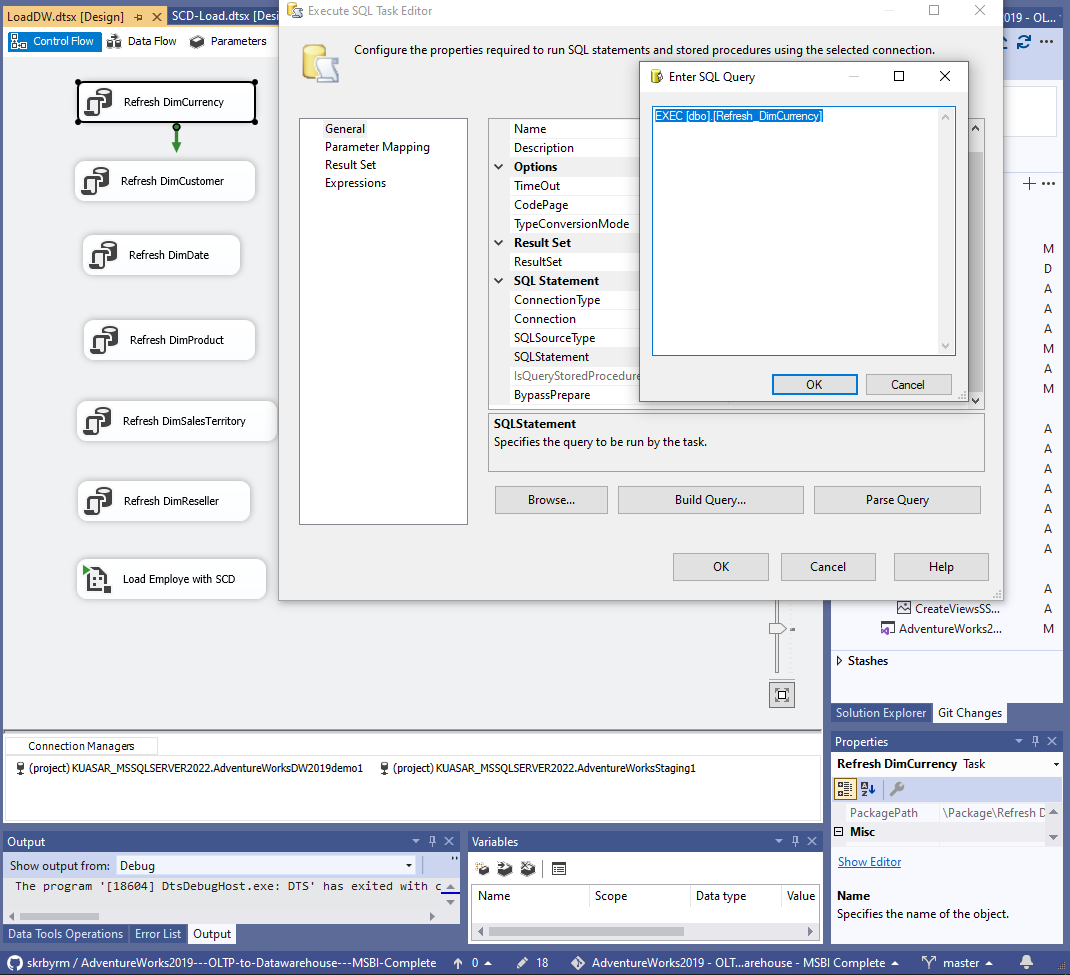 LoadDW.dtsx [Design]
SCD-Load.dtsx [Desi
Control Flow
Data Flow
Parameters
Refresh DimCurrency
Refresh DimCustomer
Refresh DimDate
Refresh DimProduct
Refresh DimSalesTerritory
Refresh DimReseller
Load Employe with SCD
Execute SQL Task Editor
Configure the properties required to run SQL statements and stored procedures using the selected connection.
General
Parameter Mapping
Result Set
Expressions
Name
Description
Options
TimeOut
CodePage
TypeConversionMode
Result Set
ResultSet
SQL Statement
ConnectionType
Connection
SQLSourceType
SQLStatement
IsQueryStoredProcedure
BypassPrepare
SQLStatement
Specifies the query to be run by the task.
Browse...
Build Query...
Parse Query
OK
Cancel
Help
Enter SQL Query
EXEC [dbo].[Refresh_DimCurrency]
OK
Cancel
2019 - OL...
M
D
A
A
A
M
A
M
A
A
A
A
A
A
A
A
CreateViewsSS...
A
AdventureWorks2...
M
Stashes
Solution Explorer
Git Changes
Connection Managers
(project) KUASAR_MSSQLSERVER2022.AdventureWorksDW2019demo1
(project) KUASAR_MSSQLSERVER2022.AdventureWorksStaging1
Properties
Refresh DimCurrency Task
PackagePath
\Package\Refresh D
Misc
Show Editor
Name
Specifies the name of the object.
Output
Show output from:
Debug
The program '[18604] DtsDebugHost.exe: DTS' has exited with c
Data Tools Operations
Error List
Output
Variables
Name
Scope
Data type
Value
skrbyrm / AdventureWorks2019---OLTP-to-Datawarehouse---MSBI-Complete
0
18
AdventureWorks2019 - OLT...arehouse - MSBI Complete
master